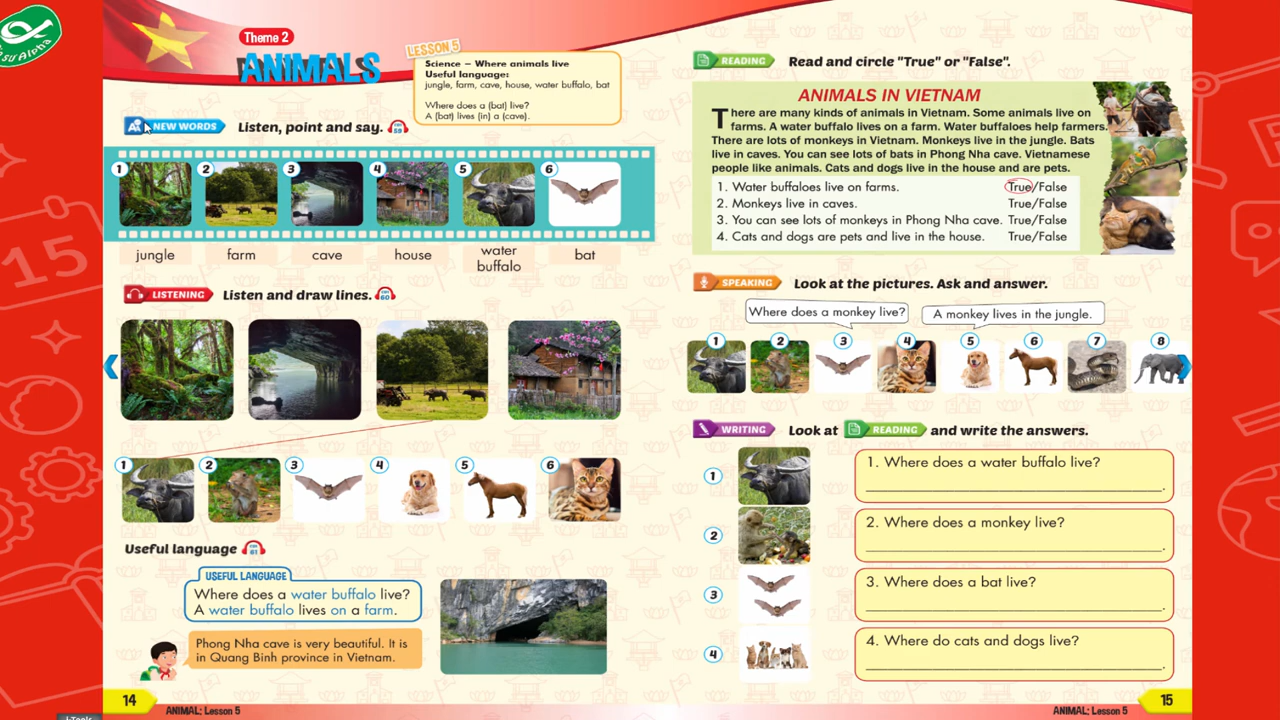 Theme 2
ANIMALS
LESSON 5
Science – Where animals live
Useful language:
jungle, farm, cave, house, water buffalo, bat
Where does a (bat) live?
A (bat) lives (in) a (cave).
NEW WORDS
Listen, point and say.
59
1
2
3
4
5
6
jungle
farm
cave
house
water
buffalo
bat
LISTENING
Listen and draw lines.
60
1
2
3
4
5
6
Useful language
61
USEFUL LANGUAGE
Where does a water buffalo live?
A water buffalo lives on a farm.
Phong Nha cave is very beautiful. It is
in Quang Binh province in Vietnam.
14
ANIMAL: Lesson 5
READING
Read and circle "True" or "False".
ANIMALS IN VIETNAM
There are many kinds of animals in Vietnam. Some animals live on
farms. A water buffalo lives on a farm. Water buffaloes help farmers.
There are lots of monkeys in Vietnam. Monkeys live in the jungle. Bats
live in caves. You can see lots of bats in Phong Nha cave. Vietnamese
people like animals. Cats and dogs live in the house and are pets.
1. Water buffaloes live on farms. True/False
2. Monkeys live in caves. True/False
3. You can see lots of monkeys in Phong Nha cave. True/False
4. Cats and dogs are pets and live in the house. True/False
SPEAKING
Look at the pictures. Ask and answer.
Where does a monkey live?
A monkey lives in the jungle.
1
2
3
4
5
6
7
8
WRITING
Look at READING and write the answers.
1
1. Where does a water buffalo live?
2
2. Where does a monkey live?
3
3. Where does a bat live?
4
4. Where do cats and dogs live?
ANIMAL: Lesson 5
15